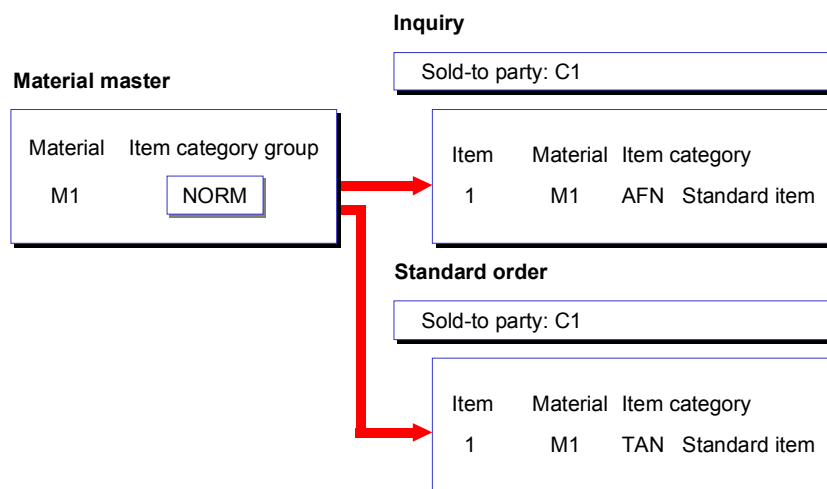 Material master
Material Item category group
M1 NORM
Inquiry
Sold-to party: C1
Item Material Item category
1 M1 AFN Standard item
Standard order
Sold-to party: C1
Item Material Item category
1 M1 TAN Standard item